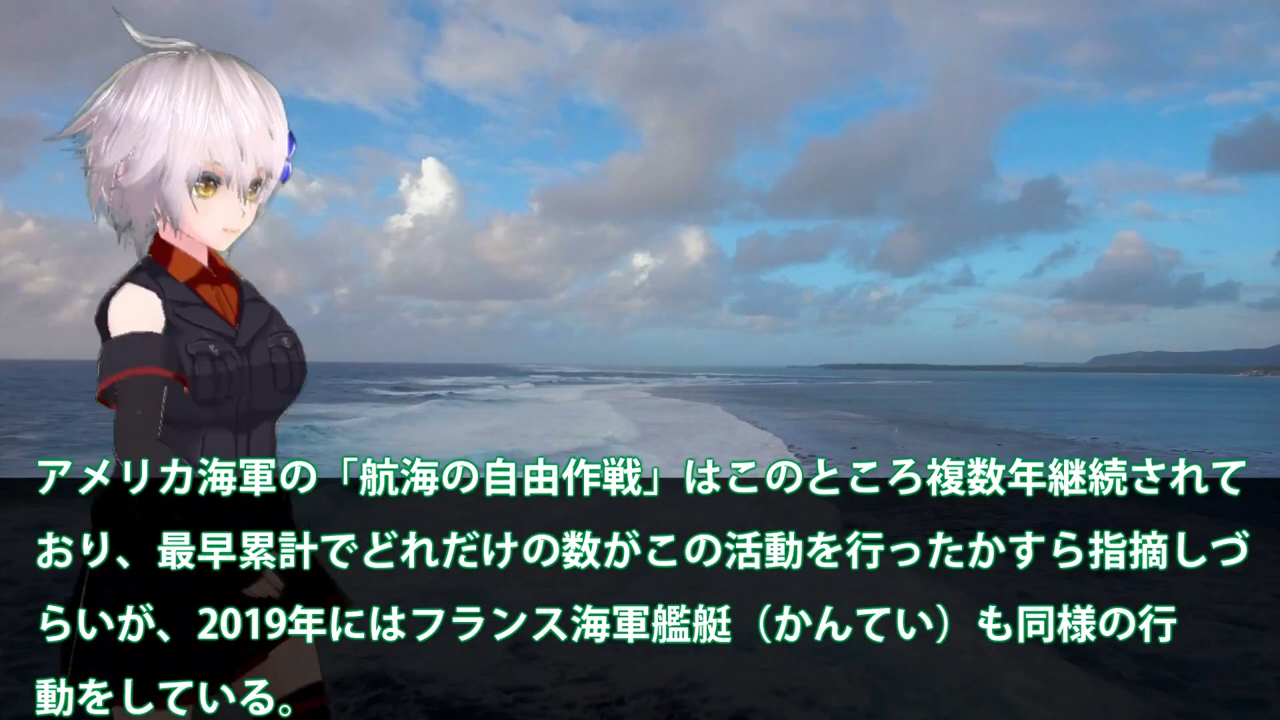 アメリカ海軍の「航海の自由作戦」はこのところ複数年継続されて
おり、最早累計でどれだけの数がこの活動を行ったかすら指摘しづ
らいが、2019年にはフランス海軍艦艇（かんてい）も同様の行
動をしている。